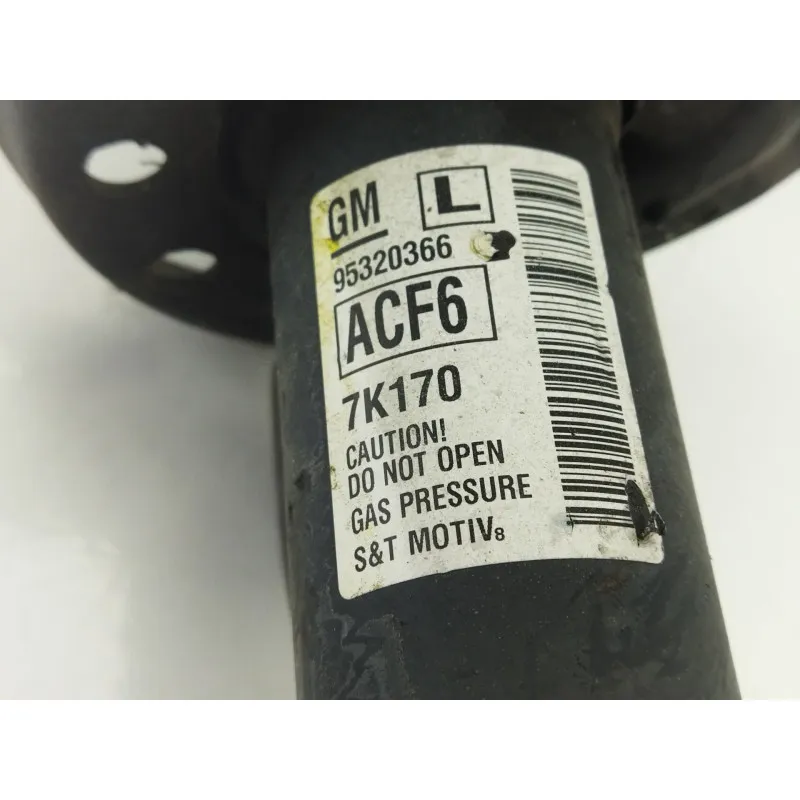 GM L
95320366
ACF6
7K170
CAUTION!
DO NOT OPEN
GAS PRESSURE
S&T MOTIV8